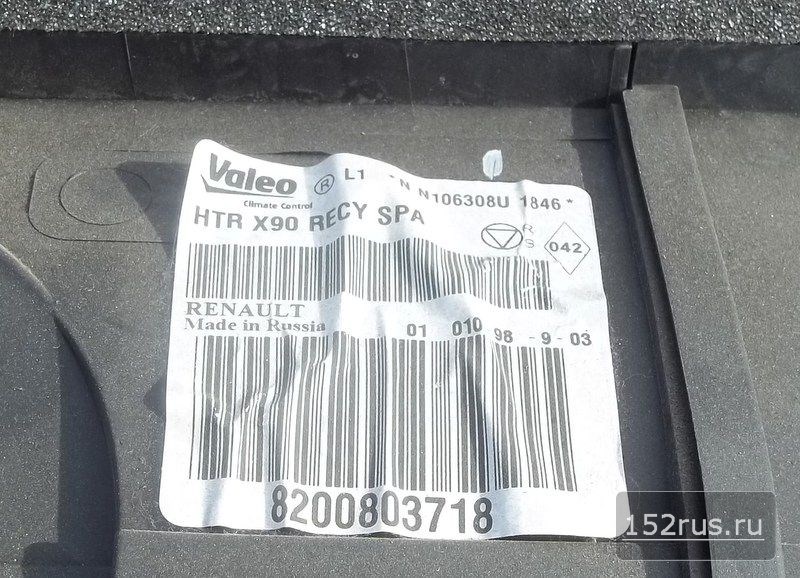 Valeo ® L1 N N106308U 1846 *
Climate Control
HTR X90 RECY SPA
R
S
042
RENAULT
Made in Russia 01 010 98 - 9 - 03
8200803718
152rus.ru